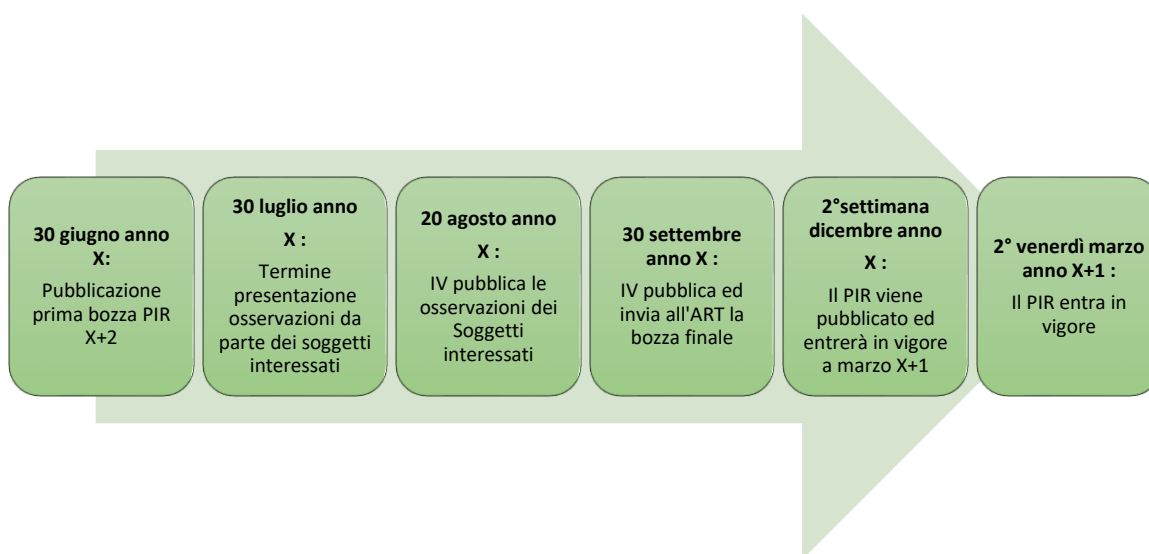 30 giugno anno
X:
Pubblicazione
prima bozza PIR
X+2
30 luglio anno
X :
Termine
presentazione
osservazioni da
parte dei soggetti
interessati
20 agosto anno
X :
IV pubblica le
osservazioni dei
Soggetti
interessati
30 settembre
anno X :
IV pubblica ed
invia all'ART la
bozza finale
2°settimana
dicembre anno
X :
Il PIR viene
pubblicato ed
entrerà in vigore
a marzo X+1
2° venerdì marzo
anno X+1 :
Il PIR entra in
vigore